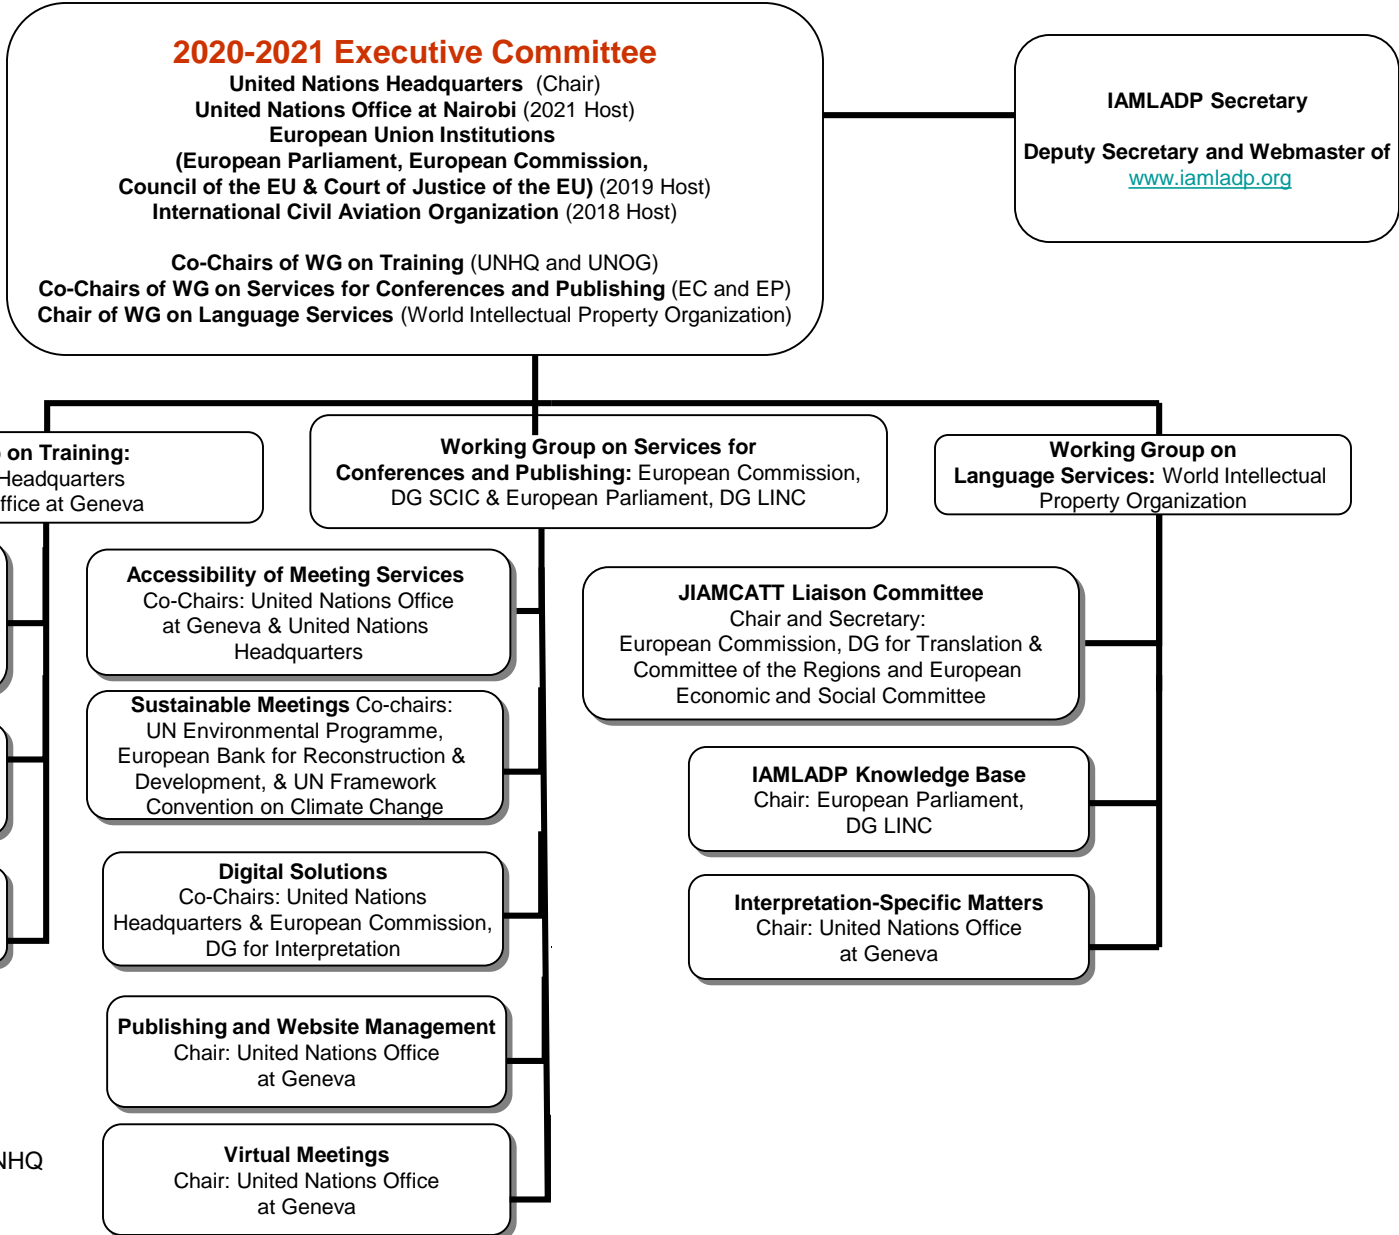 2020-2021 Executive Committee
United Nations Headquarters (Chair)
United Nations Office at Nairobi (2021 Host)
European Union Institutions
(European Parliament, European Commission,
Council of the EU & Court of Justice of the EU) (2019 Host)
International Civil Aviation Organization (2018 Host)
Co-Chairs of WG on Training (UNHQ and UNOG)
Co-Chairs of WG on Services for Conferences and Publishing (EC and EP)
Chair of WG on Language Services (World Intellectual Property Organization)
IAMLADP Secretary
Deputy Secretary and Webmaster of
www.iamladp.org
on Training:
Headquarters
ffice at Geneva
Working Group on Services for
Conferences and Publishing: European Commission,
DG SCIC & European Parliament, DG LINC
Working Group on
Language Services: World Intellectual
Property Organization
Accessibility of Meeting Services
Co-Chairs: United Nations Office
at Geneva & United Nations
Headquarters
Sustainable Meetings Co-chairs:
UN Environmental Programme,
European Bank for Reconstruction &
Development, & UN Framework
Convention on Climate Change
Digital Solutions
Co-Chairs: United Nations
Headquarters & European Commission,
DG for Interpretation
Publishing and Website Management
Chair: United Nations Office
at Geneva
Virtual Meetings
Chair: United Nations Office
at Geneva
JIAMCATT Liaison Committee
Chair and Secretary:
European Commission, DG for Translation &
Committee of the Regions and European
Economic and Social Committee
IAMLADP Knowledge Base
Chair: European Parliament,
DG LINC
Interpretation-Specific Matters
Chair: United Nations Office
at Geneva
NHQ